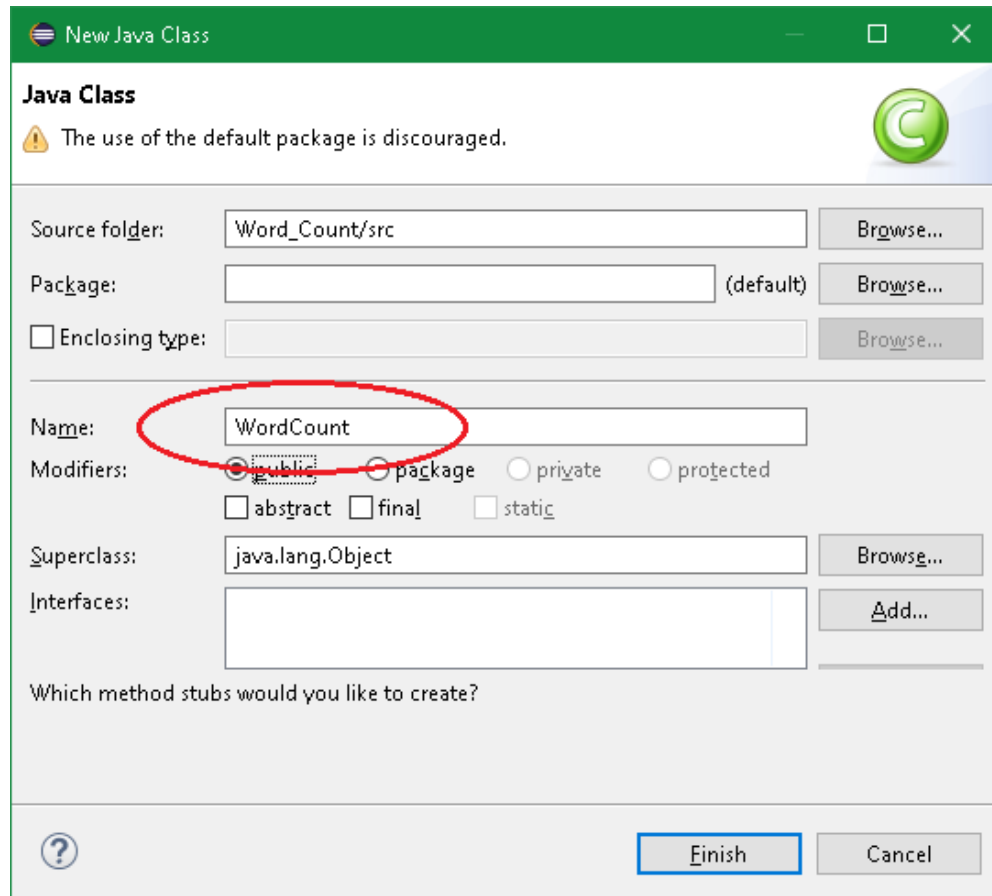 New Java Class
Java Class
The use of the default package is discouraged.
Source folder: Word_Count/src Browse...
Package: (default) Browse...
Enclosing type: Browse...
Name: WordCount
Modifiers: public package private protected
abstract final static
Superclass: java.lang.Object Browse...
Interfaces: Add...
Which method stubs would you like to create?
Finish Cancel